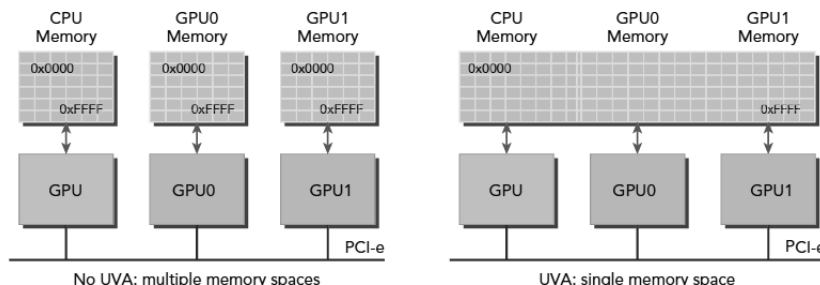 CPU Memory
GPU0 Memory
GPU1 Memory
0x0000
0xFFFF
0x0000
0xFFFF
0x0000
0xFFFF
GPU
GPU0
GPU1
PCI-e
No UVA: multiple memory spaces
CPU Memory
GPU0 Memory
GPU1 Memory
0x0000
0xFFFF
GPU
GPU0
GPU1
PCI-e
UVA: single memory space